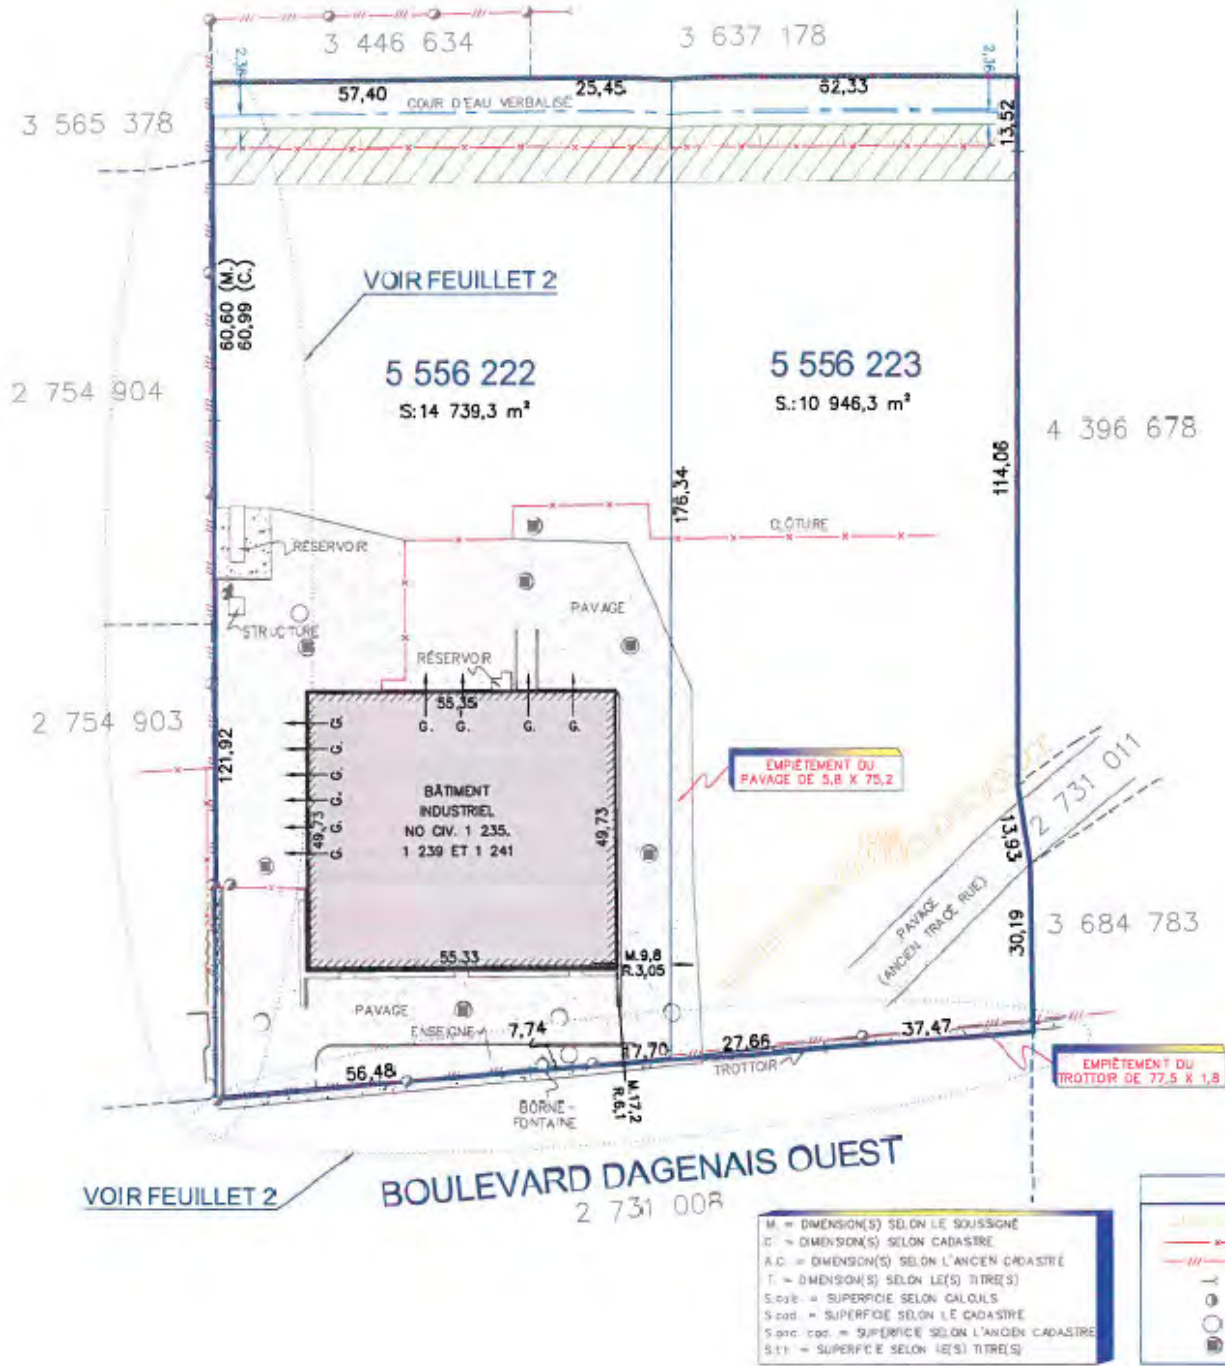 3 446 634
3 637 178
2,36
2,36
57,40
25,45
62,33
COUR D'EAU VERBALISÉ
13,52
3 565 378
60,60 (M.)
60,99 (C.)
VOIR FEUILLET 2
5 556 222
S:14 739,3 m²
5 556 223
S.:10 946,3 m²
2 754 904
4 396 678
176,34
114,06
CLÔTURE
RÉSERVOIR
STRUCTURE
PAVAGE
RÉSERVOIR
2 754 903
121,92
55,35
G. G. G. G.
G.
G.
G.
G.
G.
G.
BÂTIMENT
INDUSTRIEL
NO CIV. 1 235,
1 239 ET 1 241
49,73
49,73
EMPIÈTEMENT DU
PAVAGE DE 5,8 X 75,2
2 731 011
13,93
PAVAGE
(ANCIEN TRACÉ RUE)
30,19
3 684 783
55,33
M.9,8
R.3,05
PAVAGE
ENSEIGNE
7,74
17,70
27,66
37,47
TROTTOIR
56,48
BORNE-
FONTAINE
M.17,2
R.6,1
EMPIÈTEMENT DU
TROTTOIR DE 77,5 X 1,8
BOULEVARD DAGENAIS OUEST
2 731 008
VOIR FEUILLET 2
M. = DIMENSION(S) SELON LE SOUSSIGNÉ
C. = DIMENSION(S) SELON CADASTRE
A.C. = DIMENSION(S) SELON L'ANCIEN CADASTRE
T. = DIMENSION(S) SELON LE(S) TITRE(S)
S.calc. = SUPERFICIE SELON CALCULS
S.cad. = SUPERFICIE SELON LE CADASTRE
S.anc. cad. = SUPERFICIE SELON L'ANCIEN CADASTRE
S.tt. = SUPERFICIE SELON LE(S) TITRE(S)